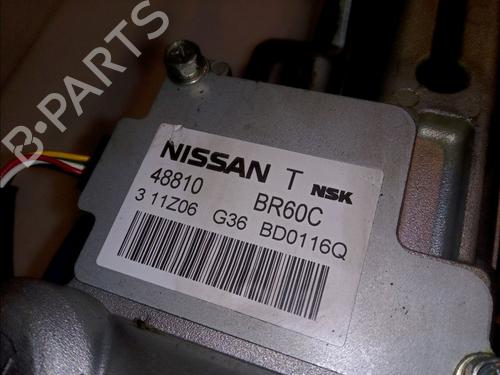 B-PARTS
NISSAN T NSK
48810 BR60C
3 11Z06 G36 BD0116Q